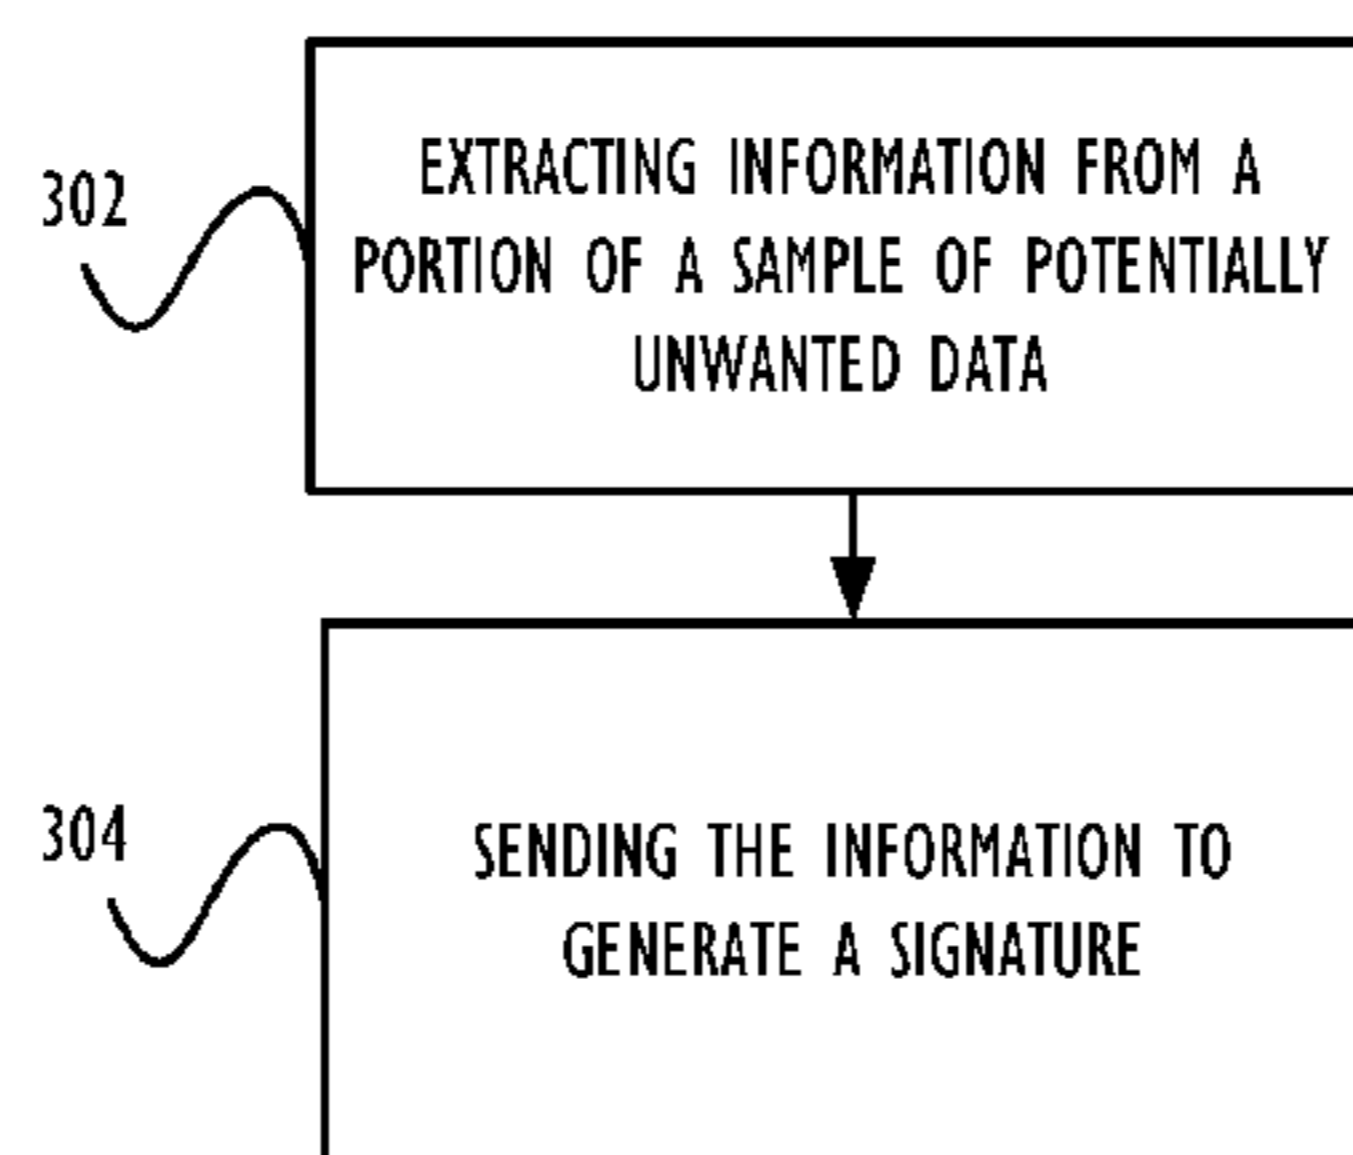 302
EXTRACTING INFORMATION FROM A
PORTION OF A SAMPLE OF POTENTIALLY
UNWANTED DATA
304
SENDING THE INFORMATION TO
GENERATE A SIGNATURE